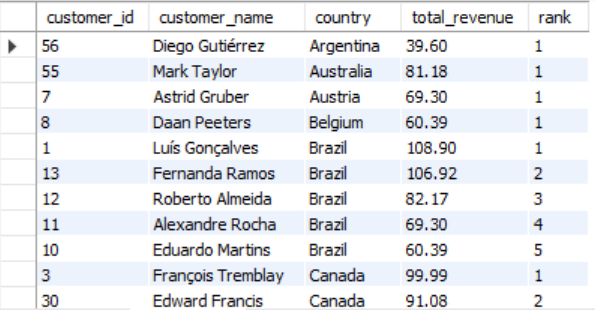 customer_id customer_name country total_revenue rank
56 Diego Gutiérrez Argentina 39.60 1
55 Mark Taylor Australia 81.18 1
7 Astrid Gruber Austria 69.30 1
8 Daan Peeters Belgium 60.39 1
1 Luís Gonçalves Brazil 108.90 1
13 Fernanda Ramos Brazil 106.92 2
12 Roberto Almeida Brazil 82.17 3
11 Alexandre Rocha Brazil 69.30 4
10 Eduardo Martins Brazil 60.39 5
3 François Tremblay Canada 99.99 1
30 Edward Francis Canada 91.08 2